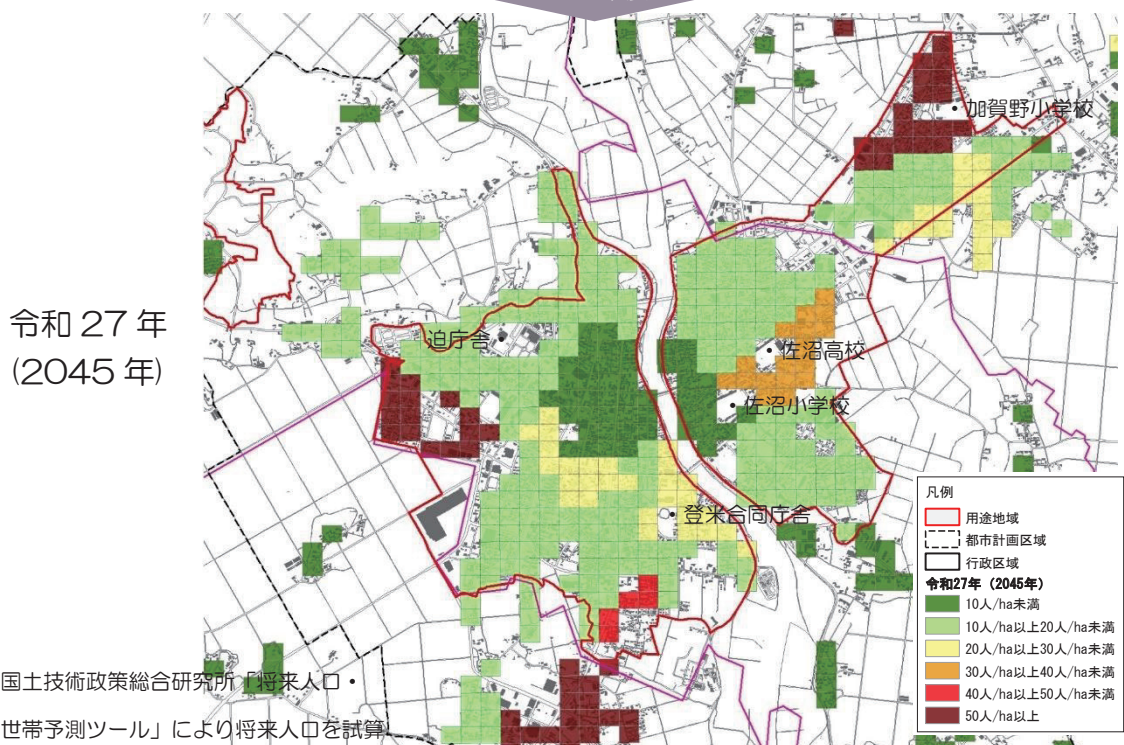 加賀野小学校
令和 27 年
(2045 年)
迫庁舎
佐沼高校
佐沼小学校
登米合同庁舎
凡例
用途地域
都市計画区域
行政区域
令和27年（2045年）
10人/ha未満
10人/ha以上20人/ha未満
20人/ha以上30人/ha未満
30人/ha以上40人/ha未満
40人/ha以上50人/ha未満
50人/ha以上
国土技術政策総合研究所「将来人口・
世帯予測ツール」により将来人口を試算